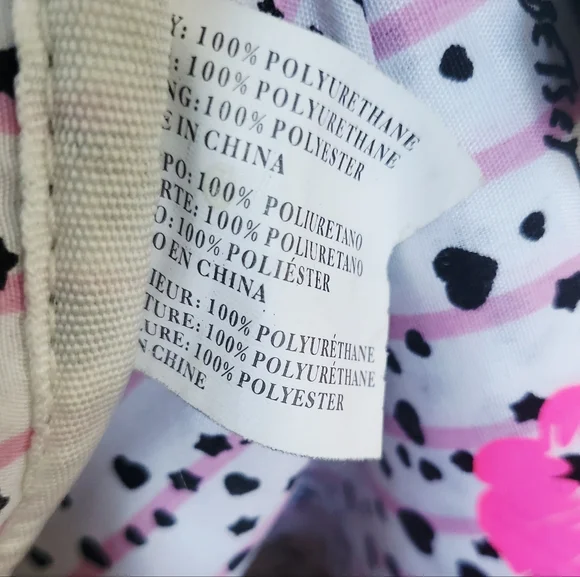 Y: 100% POLYURETHANE
: 100% POLYURETHANE
NG: 100% POLYESTER
E IN CHINA
PO: 100% POLIURETANO
RTE: 100% POLIURETANO
O: 100% POLIÉSTER
O EN CHINA
IEUR: 100% POLYURÉTHANE
TURE: 100% POLYURÉTHANE
URE: 100% POLYESTER
N CHINE
BETSEY